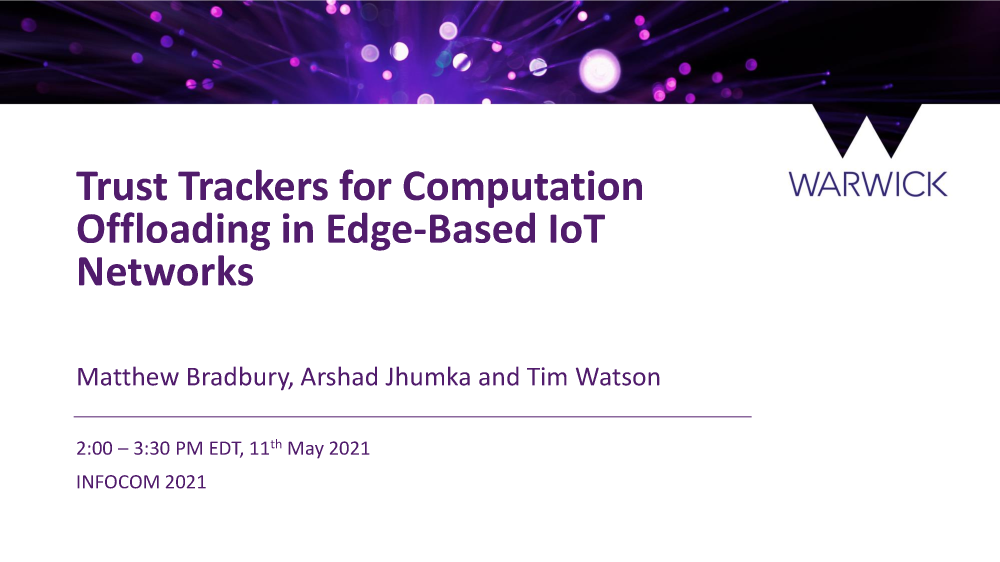 WARWICK
Trust Trackers for Computation
Offloading in Edge-Based IoT
Networks
Matthew Bradbury, Arshad Jhumka and Tim Watson
2:00 – 3:30 PM EDT, 11th May 2021
INFOCOM 2021